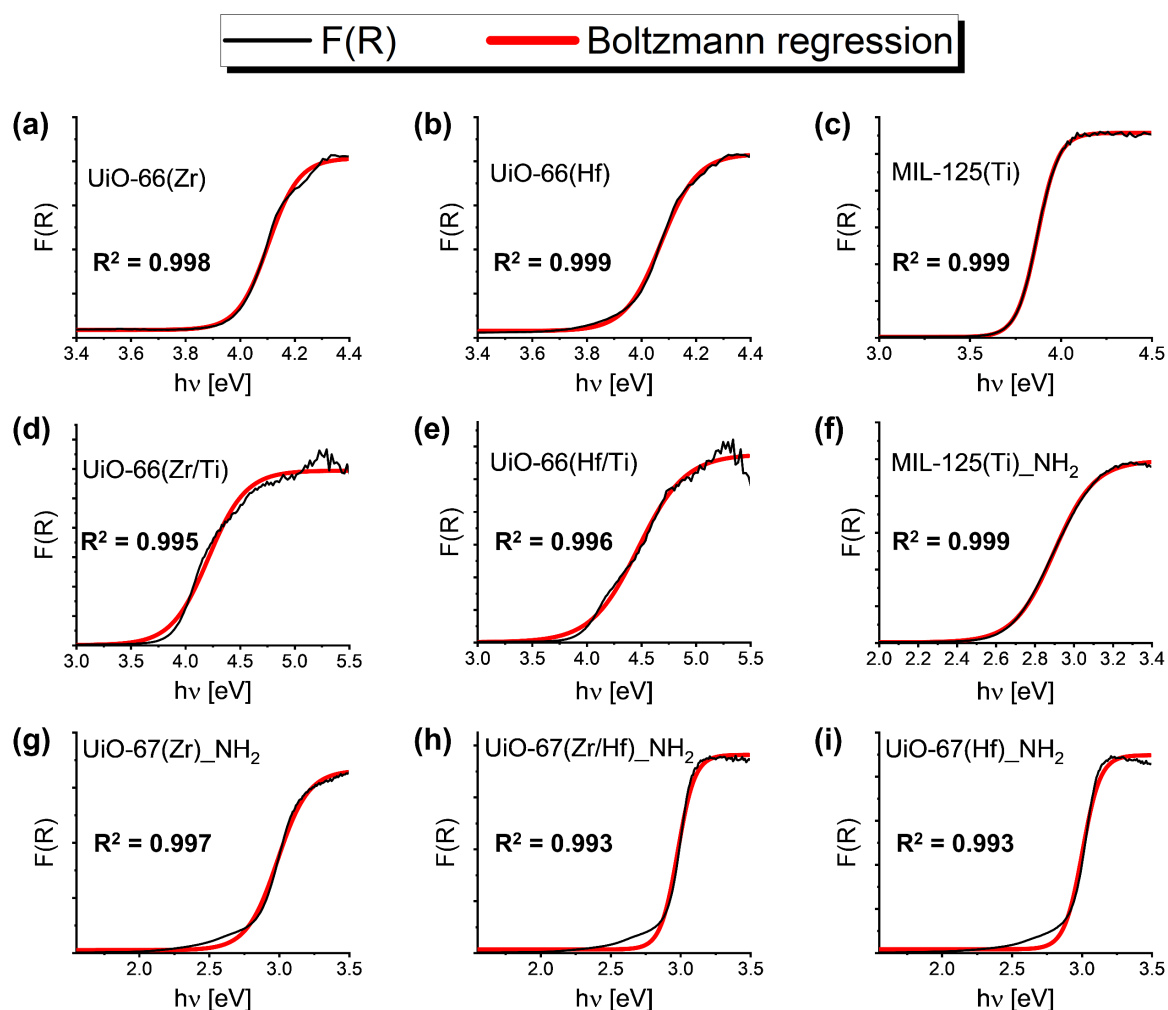 F(R) Boltzmann regression
(a)
UiO-66(Zr)
R² = 0.998
F(R)
3.4 3.6 3.8 4.0 4.2 4.4
hν [eV]
(b)
UiO-66(Hf)
R² = 0.999
F(R)
3.4 3.6 3.8 4.0 4.2 4.4
hν [eV]
(c)
MIL-125(Ti)
R² = 0.999
F(R)
3.0 3.5 4.0 4.5
hν [eV]
(d)
UiO-66(Zr/Ti)
R² = 0.995
F(R)
3.0 3.5 4.0 4.5 5.0 5.5
hν [eV]
(e)
UiO-66(Hf/Ti)
R² = 0.996
F(R)
3.0 3.5 4.0 4.5 5.0 5.5
hν [eV]
(f)
MIL-125(Ti)_NH₂
R² = 0.999
F(R)
2.0 2.2 2.4 2.6 2.8 3.0 3.2 3.4
hν [eV]
(g)
UiO-67(Zr)_NH₂
R² = 0.997
F(R)
2.0 2.5 3.0 3.5
hν [eV]
(h)
UiO-67(Zr/Hf)_NH₂
R² = 0.993
F(R)
2.0 2.5 3.0 3.5
hν [eV]
(i)
UiO-67(Hf)_NH₂
R² = 0.993
F(R)
2.0 2.5 3.0 3.5
hν [eV]